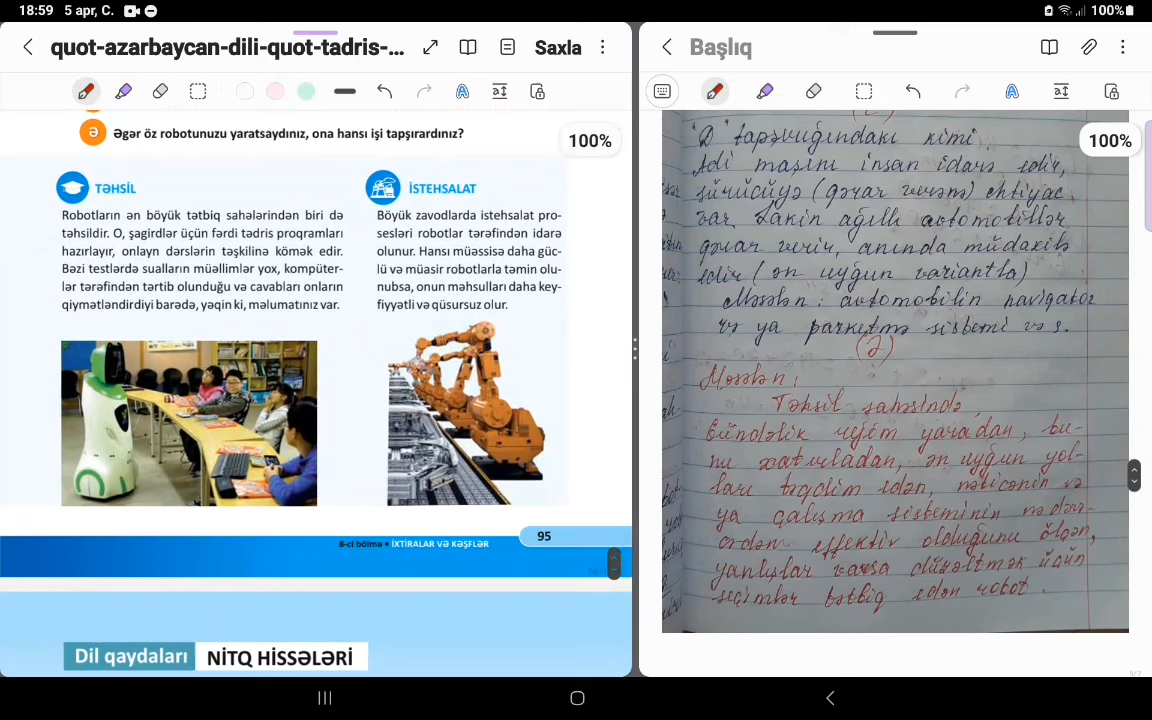 18:59 5 apr, C. 100%
quot-azarbaycan-dili-quot-tadris-... Saxla
Ə Əgər öz robotunuzu yaratsaydınız, ona hansı işi tapşırardınız?
100%
TƏHSİL
Robotların ən böyük tətbiq sahələrindən biri də
təhsildir. O, şagirdlər üçün fərdi tədris proqramları
hazırlayır, onlayn dərslərin təşkilinə kömək edir.
Bəzi testlərdə sualların müəllimlər yox, kompüter-
lər tərəfindən tərtib olunduğu və cavabları onların
qiymətləndirdiyi barədə, yəqin ki, məlumatınız var.
İSTEHSALAT
Böyük zavodlarda istehsalat pro-
sesləri robotlar tərəfindən idarə
olunur. Hansı müəssisə daha güc-
lü və müasir robotlarla təmin olu-
nubsa, onun məhsulları daha key-
fiyyətli və qüsursuz olur.
8-ci bölmə • İXTİRALAR VƏ KƏŞFLƏR
95
Dil qaydaları NİTQ HİSSƏLƏRİ
Başlıq
100%
"D" tapşırığındakı kimi.
Adi maşını insan idarə edir,
sürücüyə (qərar verəm) ehtiyac
var. Lakin ağıllı avtomobillər
qərar verir, anında müdaxilə
edir (ən uyğun variantla)
Məsələn: avtomobilin navigator
və ya parketmə sistemi və s.
(Ə)
Məsələn:
Təhsil sahəsində
Gündəlik rejim yaradan, bu-
nu xatırladan, ən uyğun yol-
ları təqdim edən, nəticənin və
ya çalışma sisteminin nə dərə-
cədən effektiv olduğunu ölçən,
yanlışlar varsa düzəltmək üçün
seçimlər tətbiq edən robot.